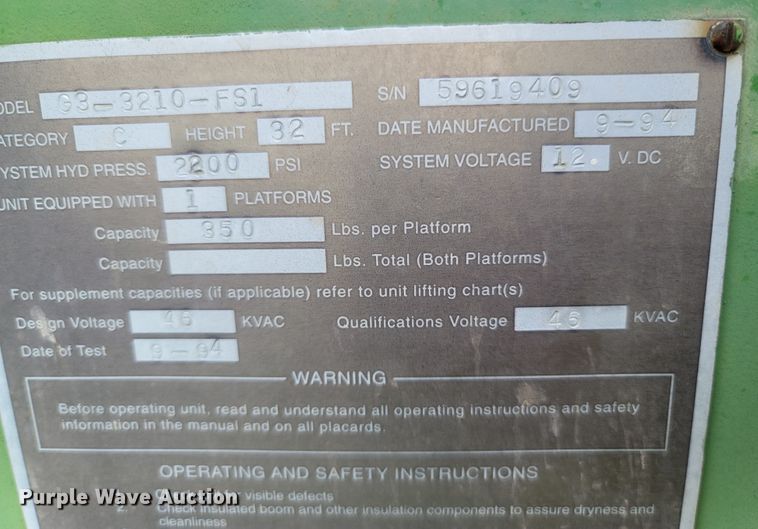 ODEL G3-3210-FS1 S/N 59619409
ATEGORY C HEIGHT 32 FT. DATE MANUFACTURED 9-94
YSTEM HYD PRESS. 2200 PSI SYSTEM VOLTAGE 12. V. DC
UNIT EQUIPPED WITH 1 PLATFORMS
Capacity 350 Lbs. per Platform
Capacity Lbs. Total (Both Platforms)
For supplement capacities (if applicable) refer to unit lifting chart(s)
Design Voltage 46 KVAC Qualifications Voltage 46 KVAC
Date of Test 9-94
WARNING
Before operating unit, read and understand all operating instructions and safety
information in the manual and on all placards.
OPERATING AND SAFETY INSTRUCTIONS
for visible defects
Purple Wave Auction
2. Check insulated boom and other insulation components to assure dryness and
cleanliness